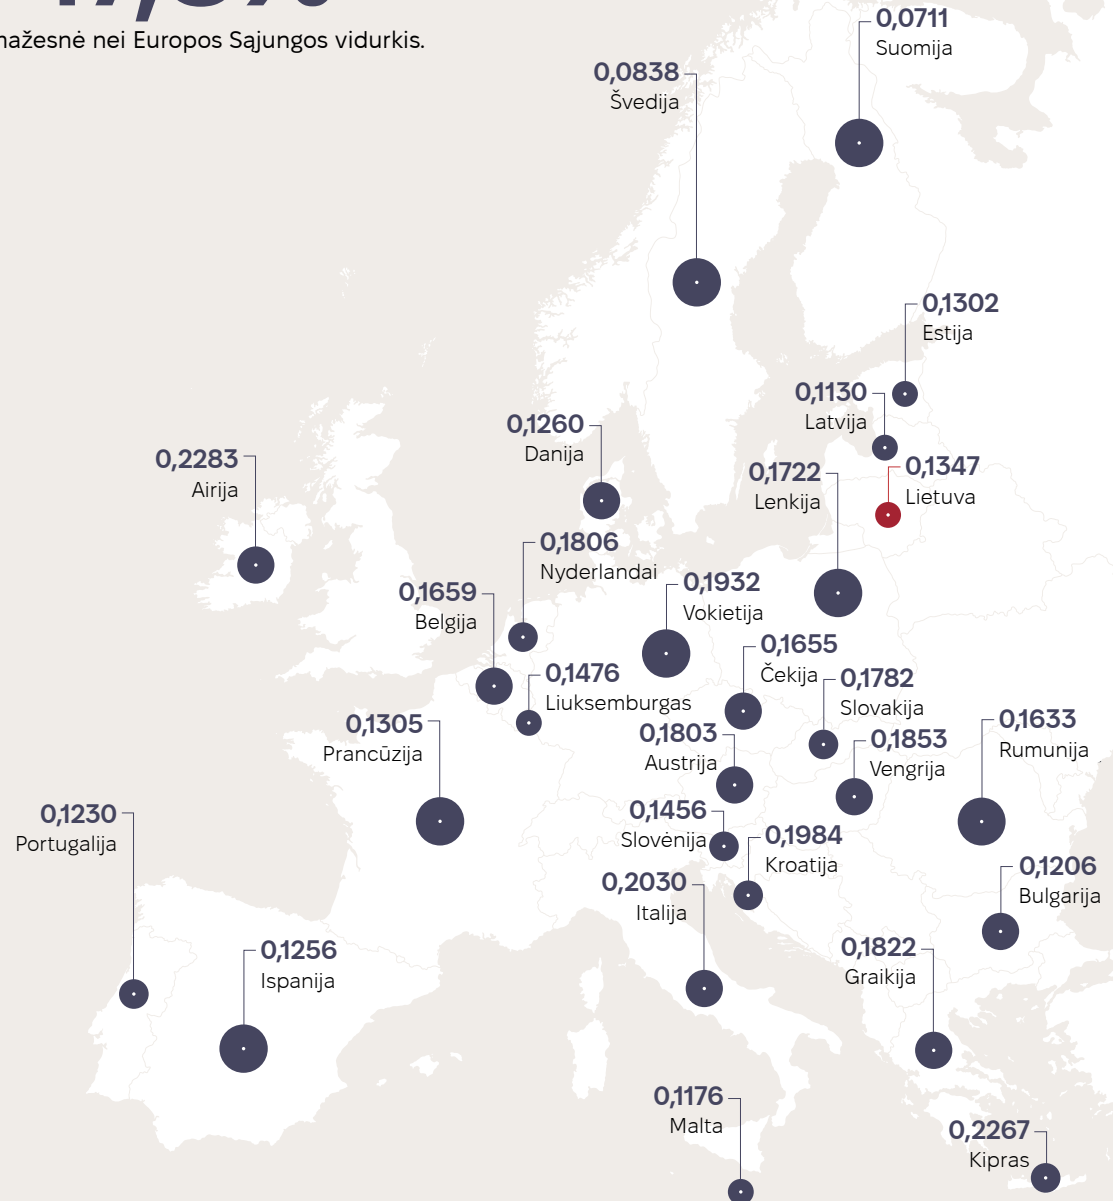 mažesnė nei Europos Sąjungos vidurkis.
0,0711
Suomija
0,0838
Švedija
0,1302
Estija
0,1130
Latvija
0,1260
Danija
0,2283
Airija
0,1347
Lietuva
0,1722
Lenkija
0,1806
Nyderlandai
0,1659
Belgija
0,1932
Vokietija
0,1655
Čekija
0,1476
Liuksemburgas
0,1782
Slovakija
0,1305
Prancūzija
0,1803
Austrija
0,1853
Vengrija
0,1633
Rumunija
0,1230
Portugalija
0,1456
Slovėnija
0,1984
Kroatija
0,1206
Bulgarija
0,2030
Italija
0,1256
Ispanija
0,1822
Graikija
0,1176
Malta
0,2267
Kipras